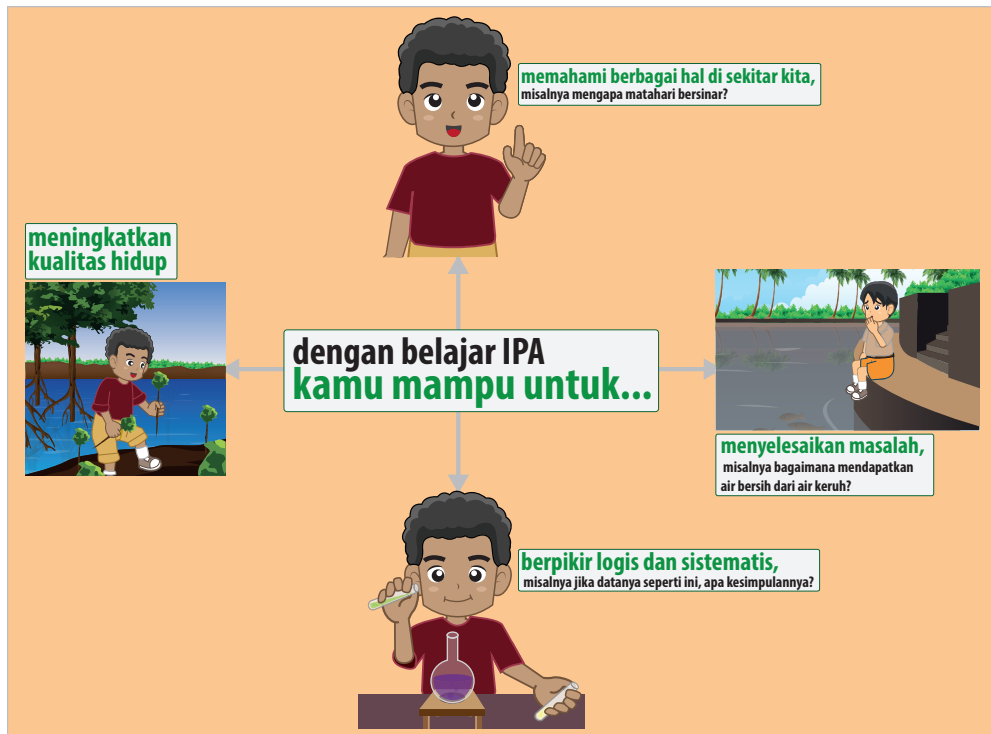 memahami berbagai hal di sekitar kita,
misalnya mengapa matahari bersinar?
meningkatkan
kualitas hidup
dengan belajar IPA
kamu mampu untuk...
menyelesaikan masalah,
misalnya bagaimana mendapatkan
air bersih dari air keruh?
berpikir logis dan sistematis,
misalnya jika datanya seperti ini, apa kesimpulannya?